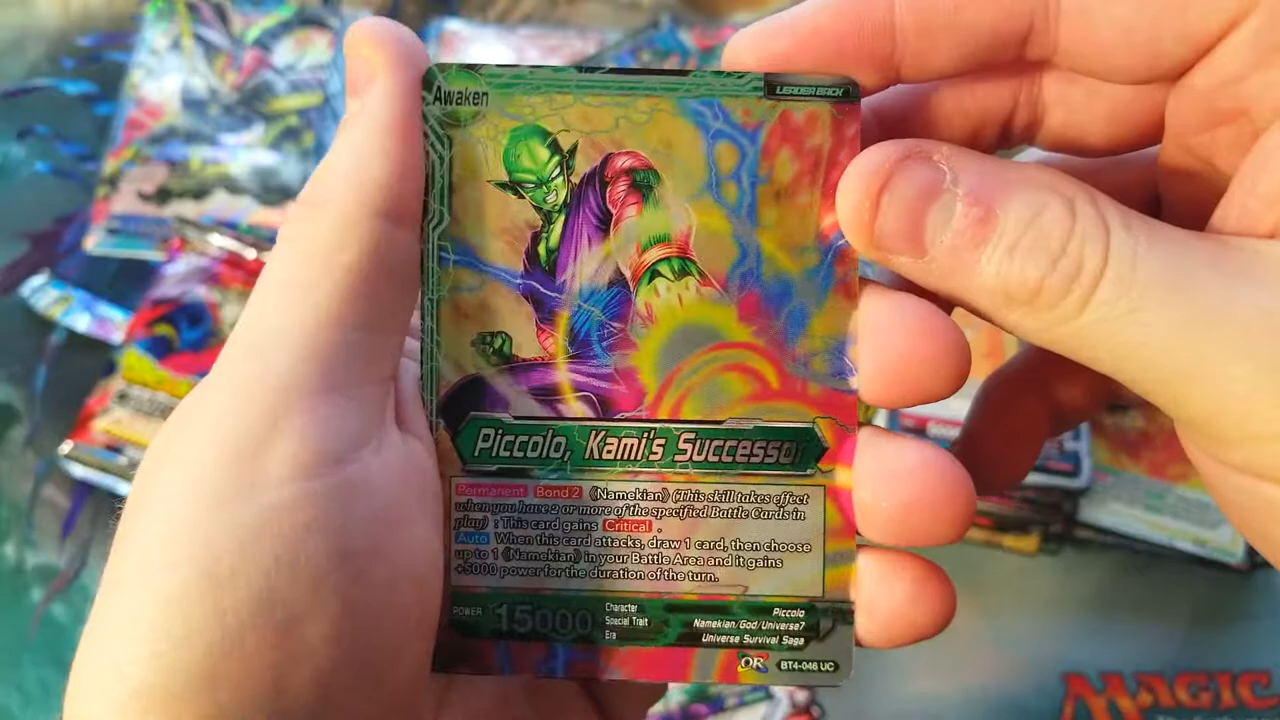 Awaken
LEADER BACK
Piccolo, Kami's Successor
Permanent Bond 2 《Namekian》 (This skill takes effect
when you have 2 or more of the specified Battle Cards in
play) : This card gains Critical .
Auto When this card attacks, draw 1 card, then choose
up to 1 《Namekian》 in your Battle Area and it gains
+5000 power for the duration of the turn.
POWER 15000
Character Piccolo
Special Trait Namekian/God/Universe7
Era Universe Survival Saga
OR BT4-046 UC
MAGIC